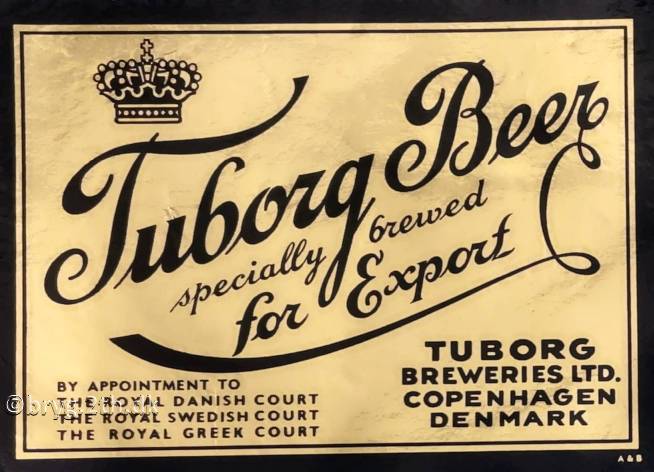 Tuborg Beer
specially brewed
for Export
BY APPOINTMENT TO
THE ROYAL DANISH COURT
THE ROYAL SWEDISH COURT
THE ROYAL GREEK COURT
TUBORG
BREWERIES LTD.
COPENHAGEN
DENMARK
A & B